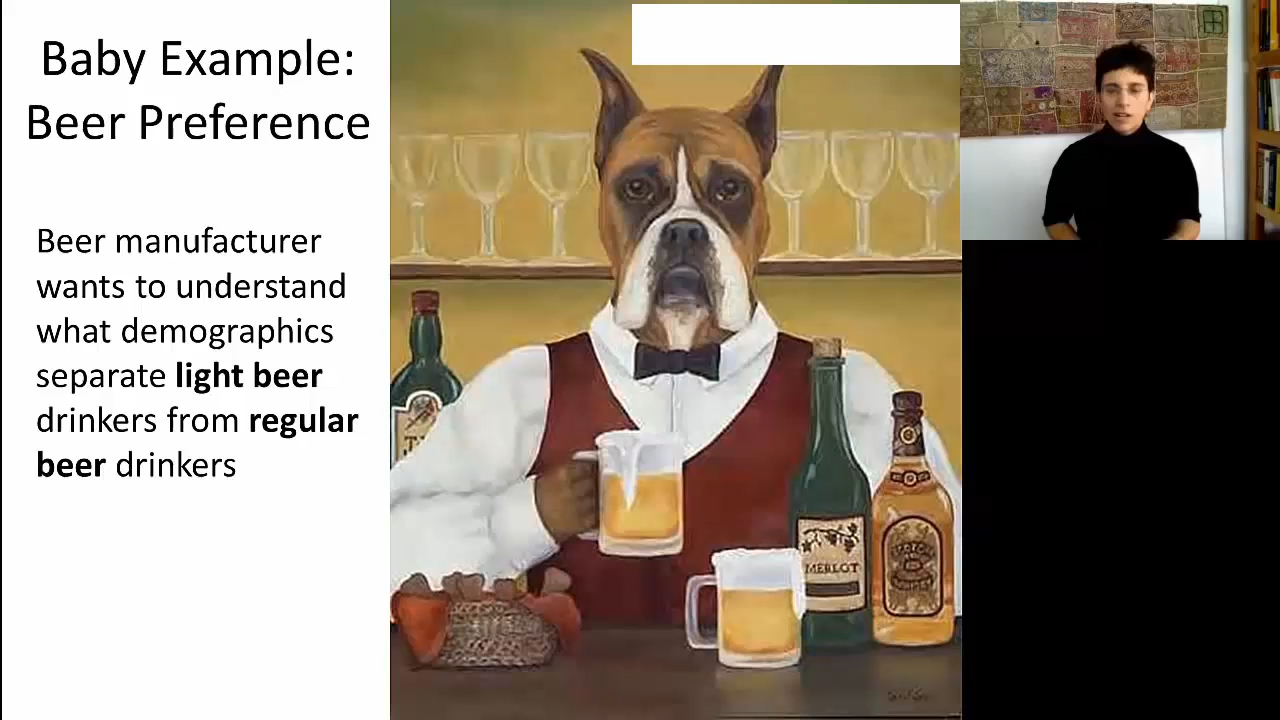 Baby Example:
Beer Preference
Beer manufacturer
wants to understand
what demographics
separate light beer
drinkers from regular
beer drinkers
MERLOT